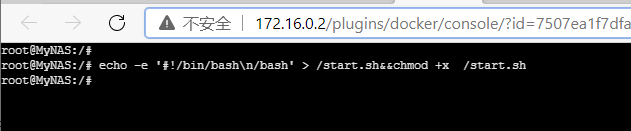 不安全 172.16.0.2/plugins/docker/console/?id=7507ea1f7dfa
root@MyNAS:/#
root@MyNAS:/# echo -e '#!/bin/bash\n/bash' > /start.sh&&chmod +x  /start.sh
root@MyNAS:/#